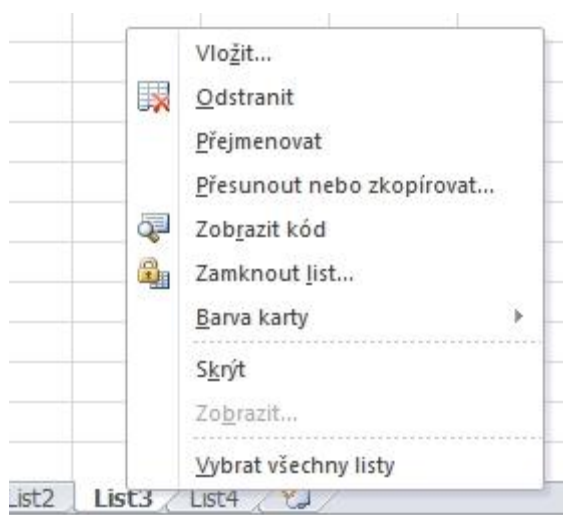 Vložit...
Odstranit
Přejmenovat
Přesunout nebo zkopírovat...
Zobrazit kód
Zamknout list...
Barva karty
Skrýt
Zobrazit...
Vybrat všechny listy
List2 List3 List4